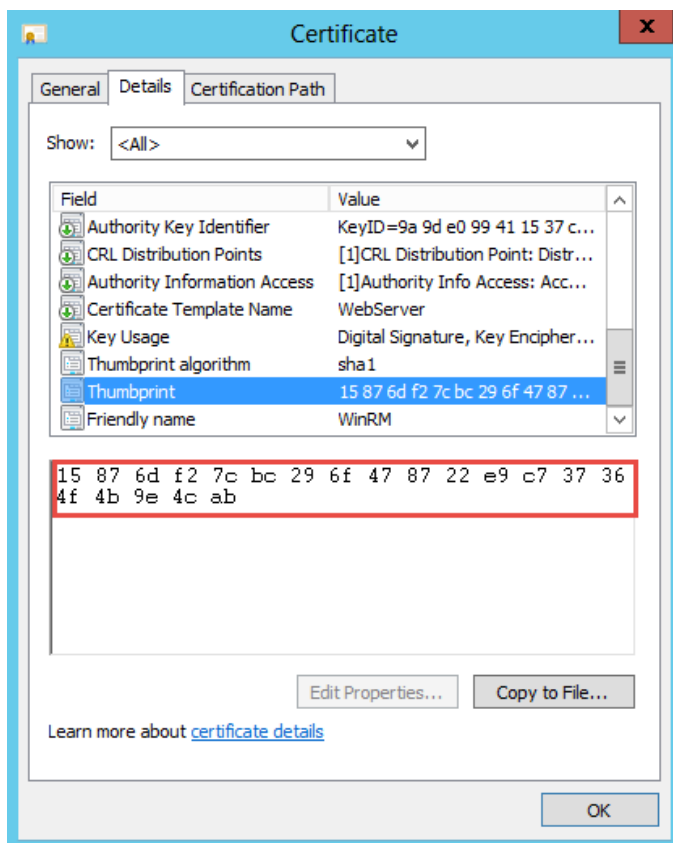 Certificate
x
General Details Certification Path
Show: <All>
Field Value
Authority Key Identifier KeyID=9a 9d e0 99 41 15 37 c...
CRL Distribution Points [1]CRL Distribution Point: Distr...
Authority Information Access [1]Authority Info Access: Acc...
Certificate Template Name WebServer
Key Usage Digital Signature, Key Encipher...
Thumbprint algorithm sha1
Thumbprint 15 87 6d f2 7c bc 29 6f 47 87 ...
Friendly name WinRM
15 87 6d f2 7c bc 29 6f 47 87 22 e9 c7 37 36
4f 4b 9e 4c ab
Edit Properties... Copy to File...
Learn more about certificate details
OK